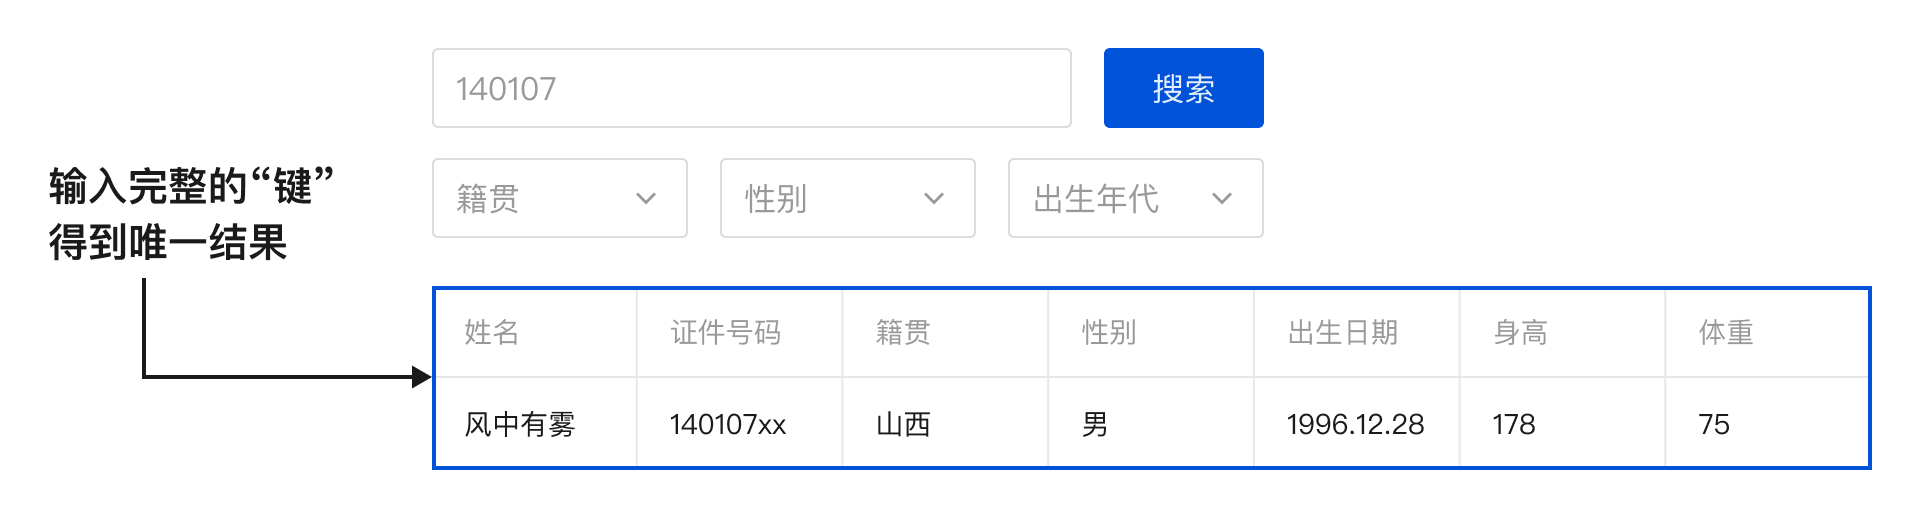 140107
搜索
籍贯
性别
出生年代
输入完整的“键”
得到唯一结果
姓名 证件号码 籍贯 性别 出生日期 身高 体重
风中有雾 140107xx 山西 男 1996.12.28 178 75